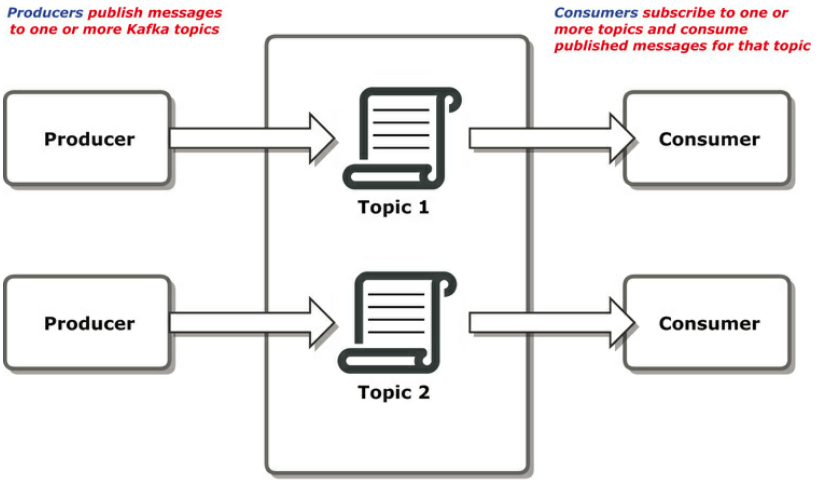 Producers publish messages
to one or more Kafka topics
Consumers subscribe to one or
more topics and consume
published messages for that topic
Producer
Topic 1
Consumer
Producer
Topic 2
Consumer